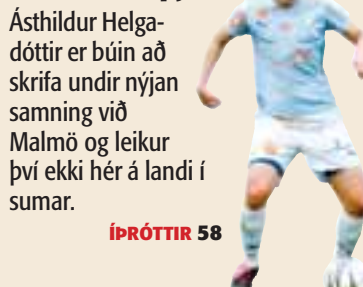 Ásthildur Helga-
dóttir er búin að
skrifa undir nýjan
samning við
Malmö og leikur
því ekki hér á landi í
sumar.
ÍÞRÓTTIR 58